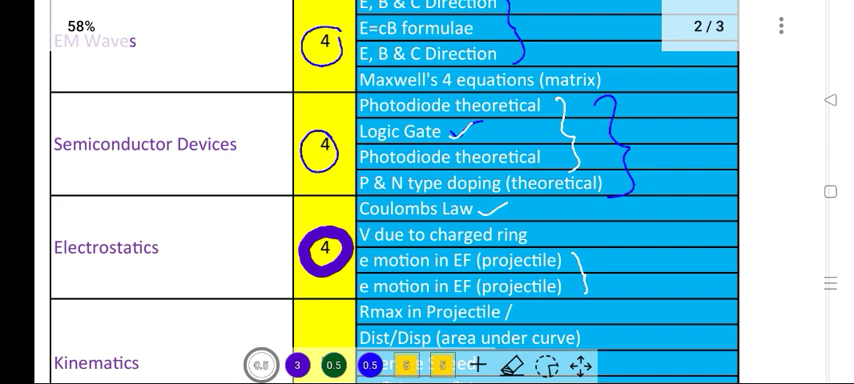 E, B & C Direction
58%
2 / 3
EM Waves
4
E=cB formulae
E, B & C Direction
Maxwell's 4 equations (matrix)
Semiconductor Devices
4
Photodiode theoretical
Logic Gate
Photodiode theoretical
P & N type doping (theoretical)
Electrostatics
4
Coulombs Law
V due to charged ring
e motion in EF (projectile)
e motion in EF (projectile)
Kinematics
Rmax in Projectile /
Dist/Disp (area under curve)
0.5
3
0.5
0.5
6
6